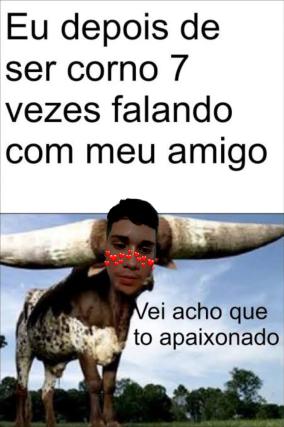 Eu depois de
ser corno 7
vezes falando
com meu amigo
Vei acho que
to apaixonado